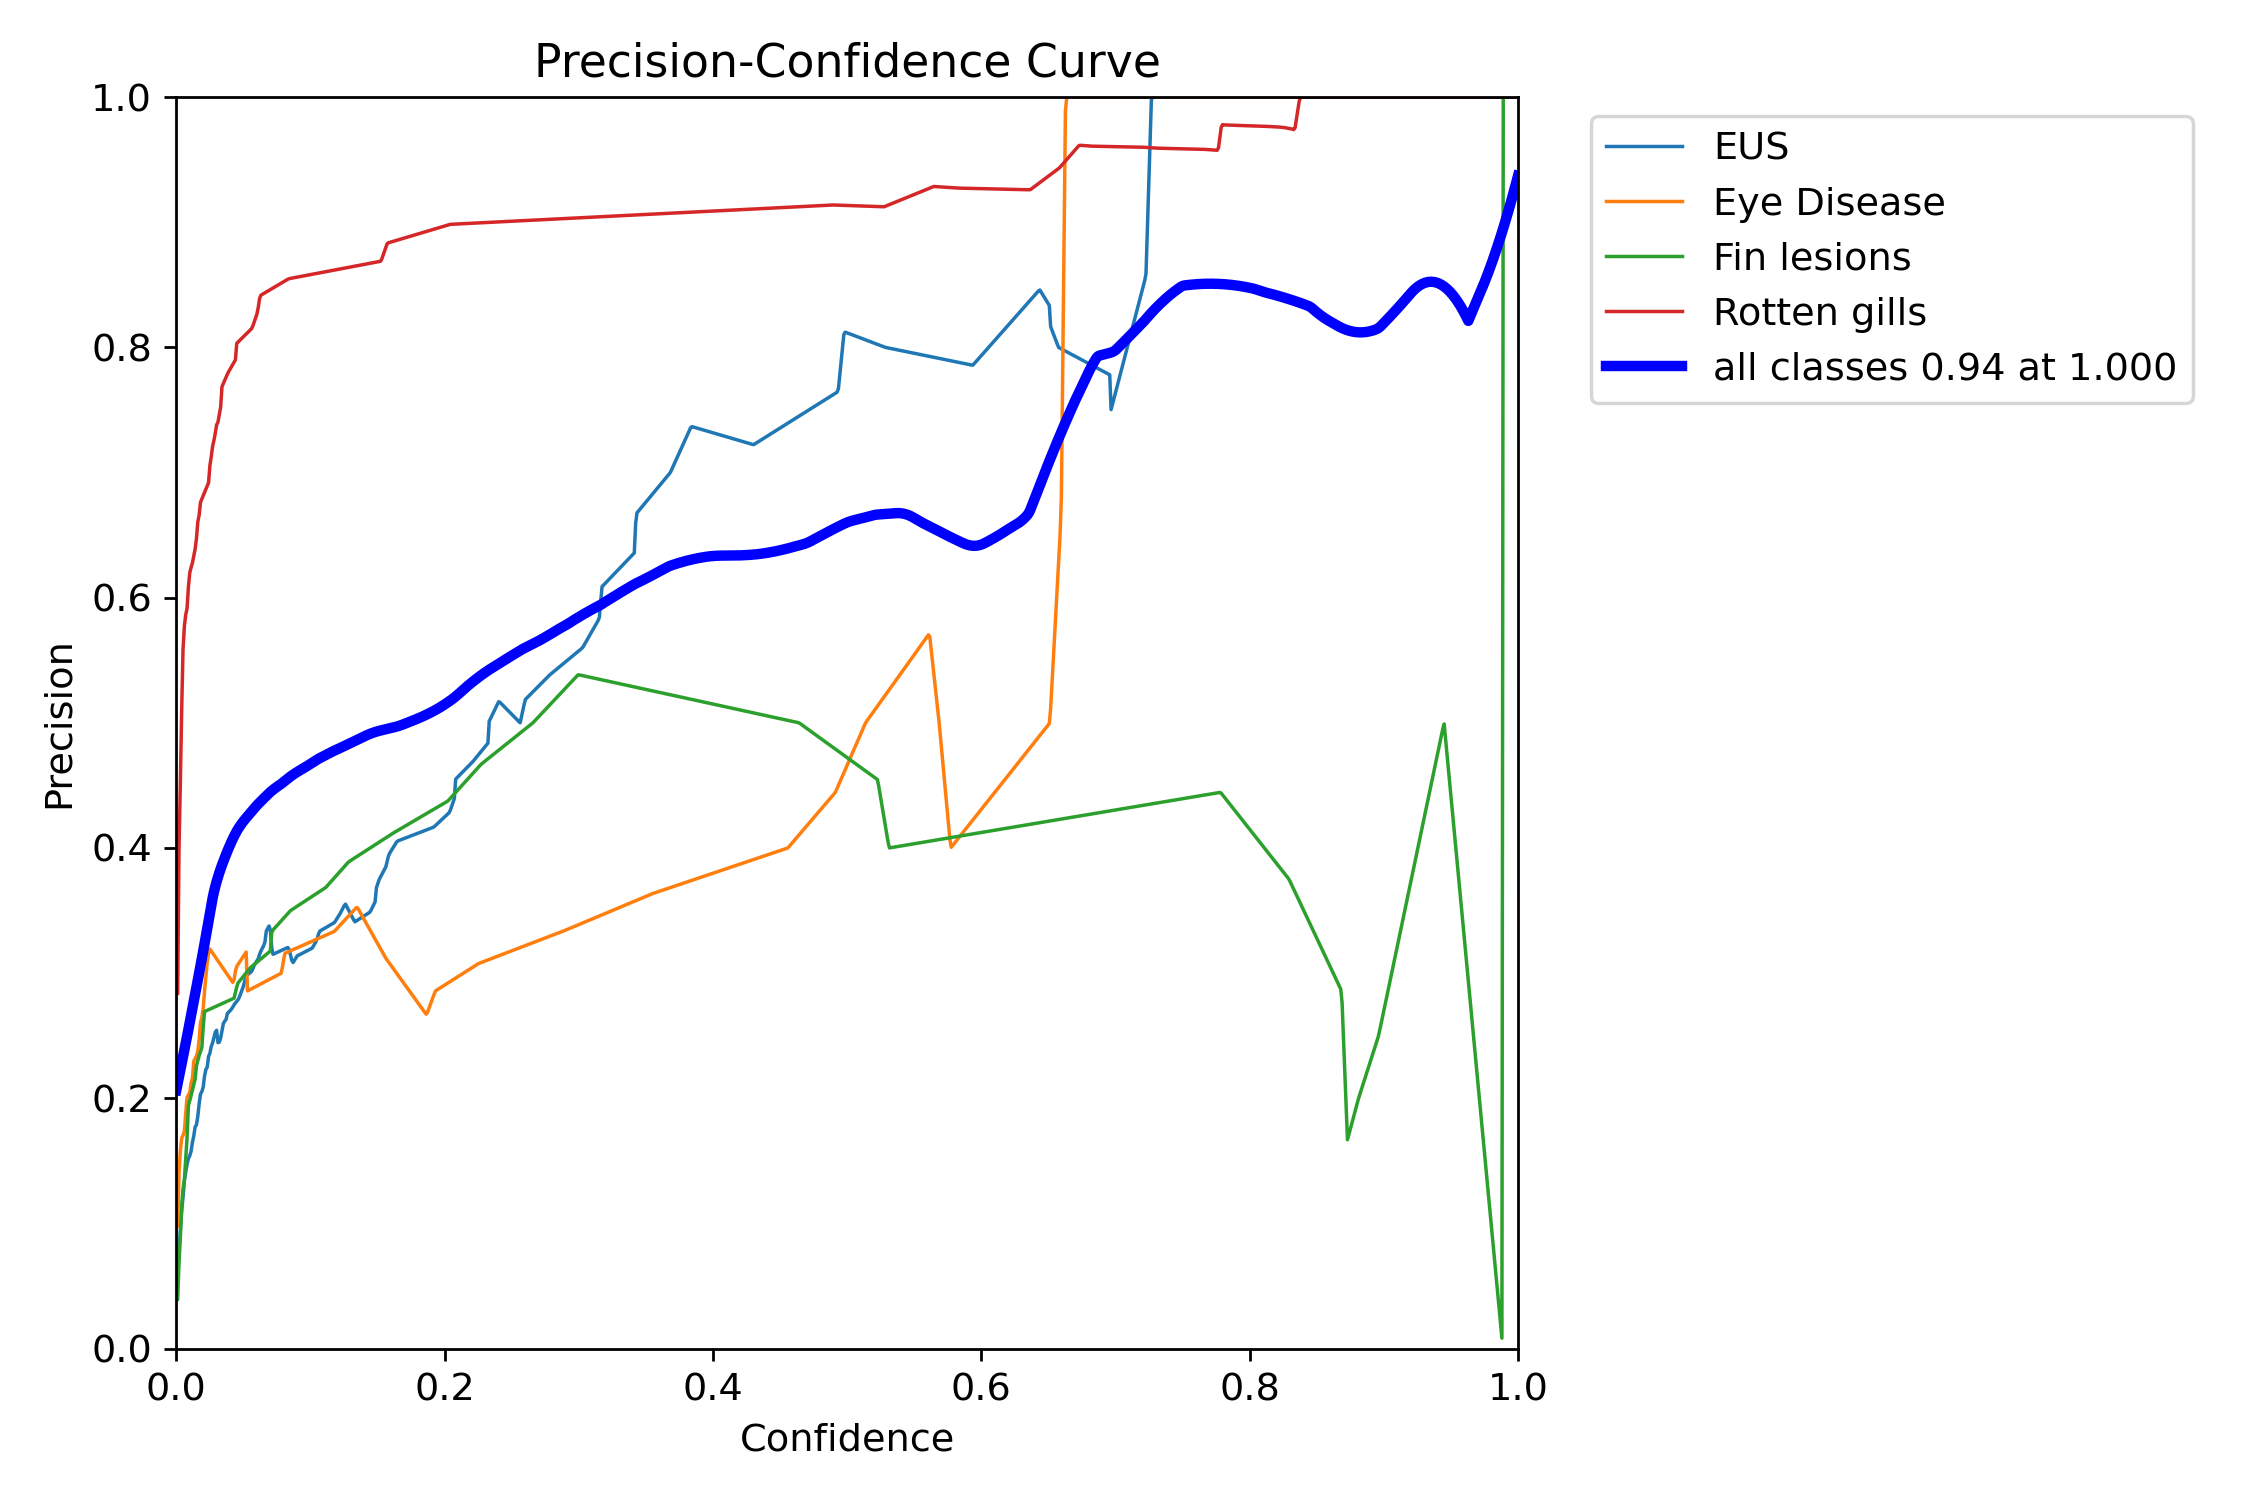 Precision-Confidence Curve
1.0
0.8
0.6
0.4
0.2
0.0
Precision
0.0 0.2 0.4 0.6 0.8 1.0
Confidence
EUS
Eye Disease
Fin lesions
Rotten gills
all classes 0.94 at 1.000